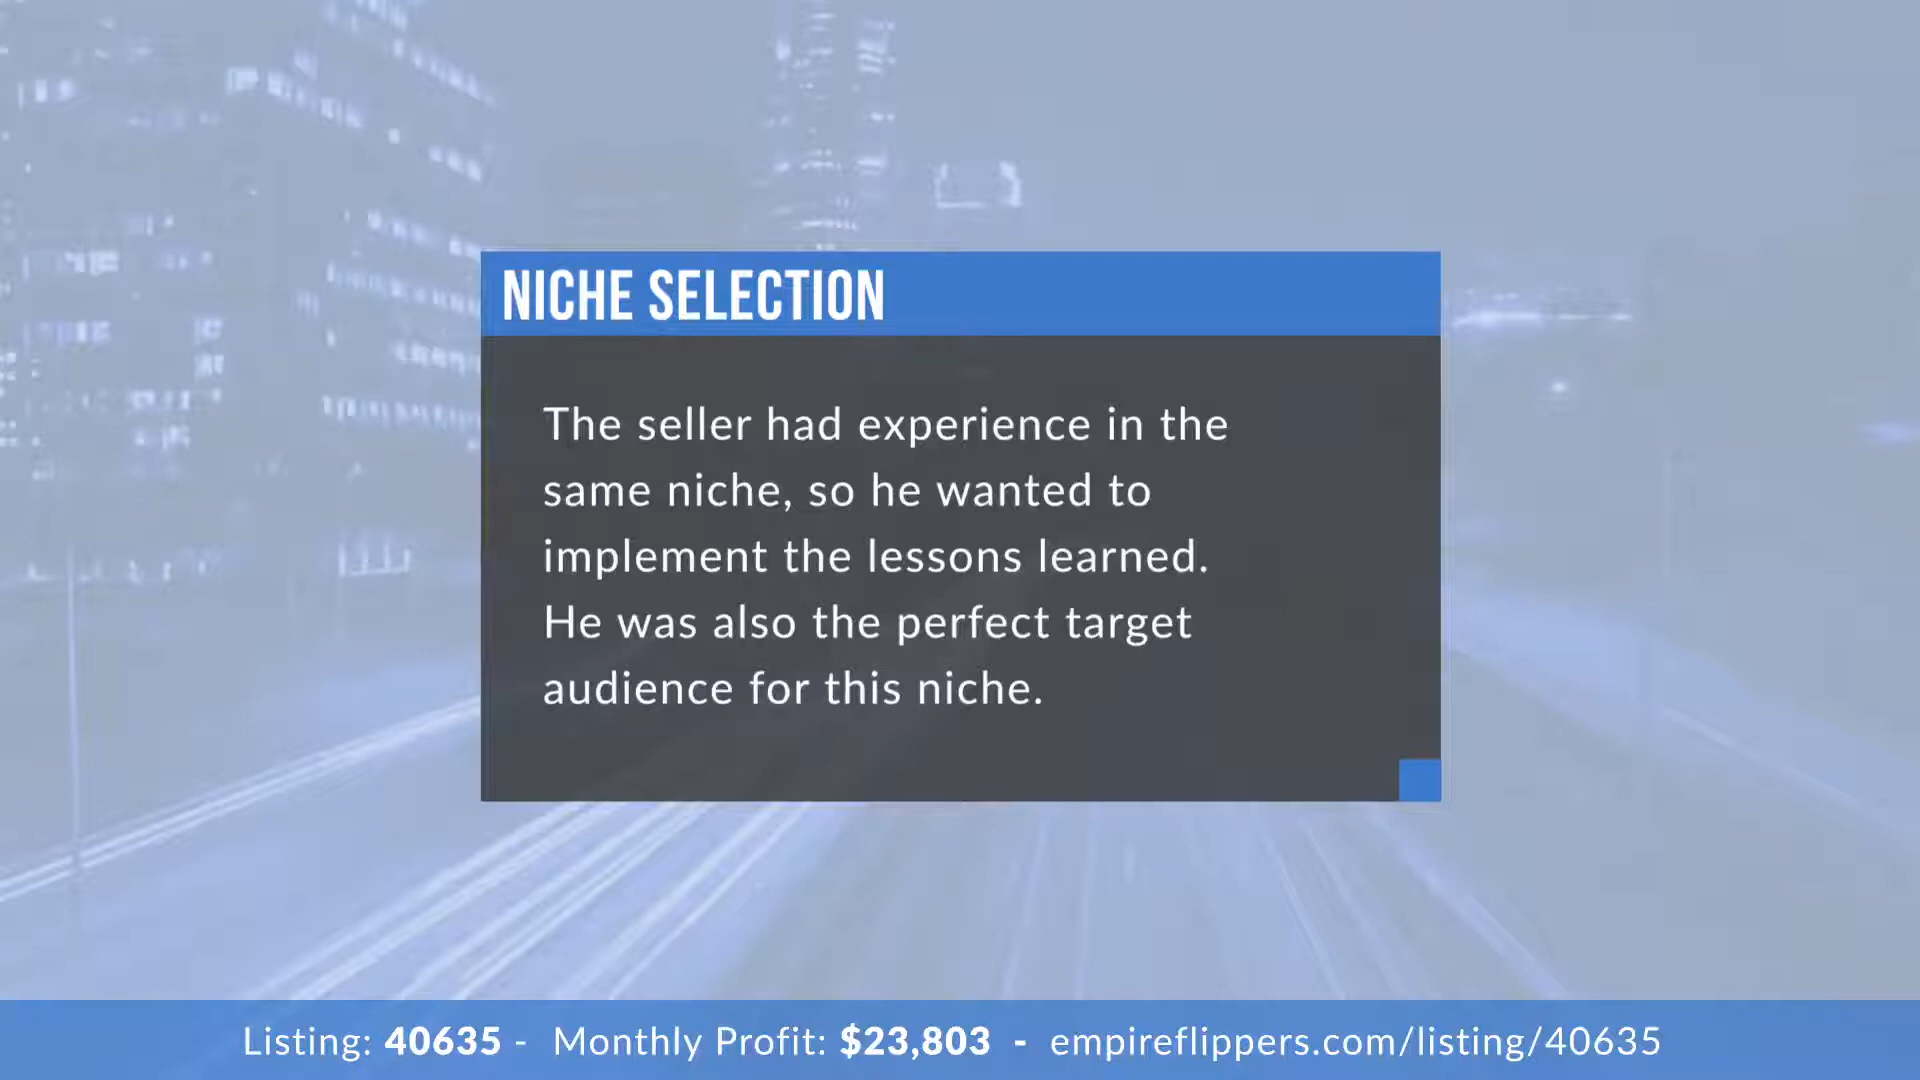 NICHE SELECTION
The seller had experience in the
same niche, so he wanted to
implement the lessons learned.
He was also the perfect target
audience for this niche.
Listing: 40635 - Monthly Profit: $23,803 - empireflippers.com/listing/40635